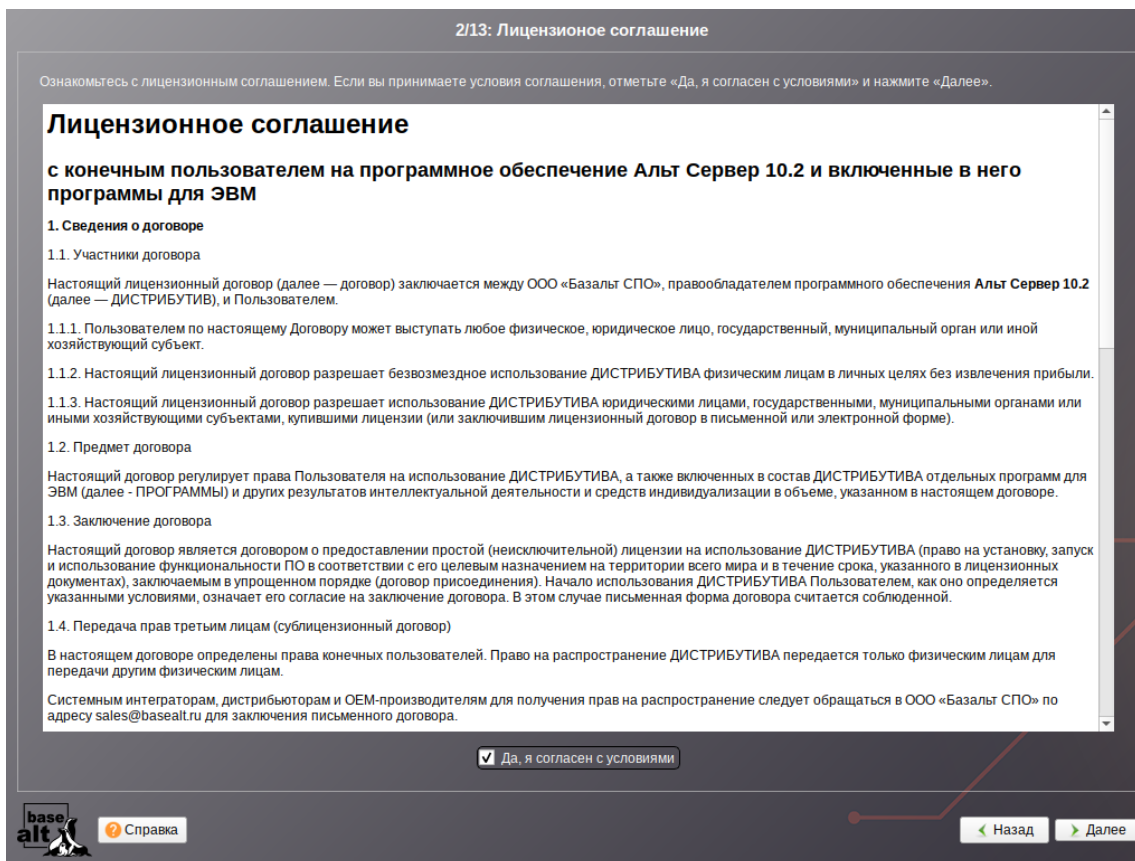 2/13: Лицензионое соглашение
Ознакомьтесь с лицензионным соглашением. Если вы принимаете условия соглашения, отметьте «Да, я согласен с условиями» и нажмите «Далее».
Лицензионное соглашение
с конечным пользователем на программное обеспечение Альт Сервер 10.2 и включенные в него
программы для ЭВМ
1. Сведения о договоре
1.1. Участники договора
Настоящий лицензионный договор (далее — договор) заключается между ООО «Базальт СПО», правообладателем программного обеспечения Альт Сервер 10.2
(далее — ДИСТРИБУТИВ), и Пользователем.
1.1.1. Пользователем по настоящему Договору может выступать любое физическое, юридическое лицо, государственный, муниципальный орган или иной
хозяйствующий субъект.
1.1.2. Настоящий лицензионный договор разрешает безвозмездное использование ДИСТРИБУТИВА физическим лицам в личных целях без извлечения прибыли.
1.1.3. Настоящий лицензионный договор разрешает использование ДИСТРИБУТИВА юридическими лицами, государственными, муниципальными органами или
иными хозяйствующими субъектами, купившими лицензии (или заключившим лицензионный договор в письменной или электронной форме).
1.2. Предмет договора
Настоящий договор регулирует права Пользователя на использование ДИСТРИБУТИВА, а также включенных в состав ДИСТРИБУТИВА отдельных программ для
ЭВМ (далее - ПРОГРАММЫ) и других результатов интеллектуальной деятельности и средств индивидуализации в объеме, указанном в настоящем договоре.
1.3. Заключение договора
Настоящий договор является договором о предоставлении простой (неисключительной) лицензии на использование ДИСТРИБУТИВА (право на установку, запуск
и использование функциональности ПО в соответствии с его целевым назначением на территории всего мира и в течение срока, указанного в лицензионных
документах), заключаемым в упрощенном порядке (договор присоединения). Начало использования ДИСТРИБУТИВА Пользователем, как оно определяется
указанными условиями, означает его согласие на заключение договора. В этом случае письменная форма договора считается соблюденной.
1.4. Передача прав третьим лицам (сублицензионный договор)
В настоящем договоре определены права конечных пользователей. Право на распространение ДИСТРИБУТИВА передается только физическим лицам для
передачи другим физическим лицам.
Системным интеграторам, дистрибьюторам и OEM-производителям для получения прав на распространение следует обращаться в ООО «Базальт СПО» по
адресу sales@basealt.ru для заключения письменного договора.
Да, я согласен с условиями
base
alt
Справка
Назад
Далее